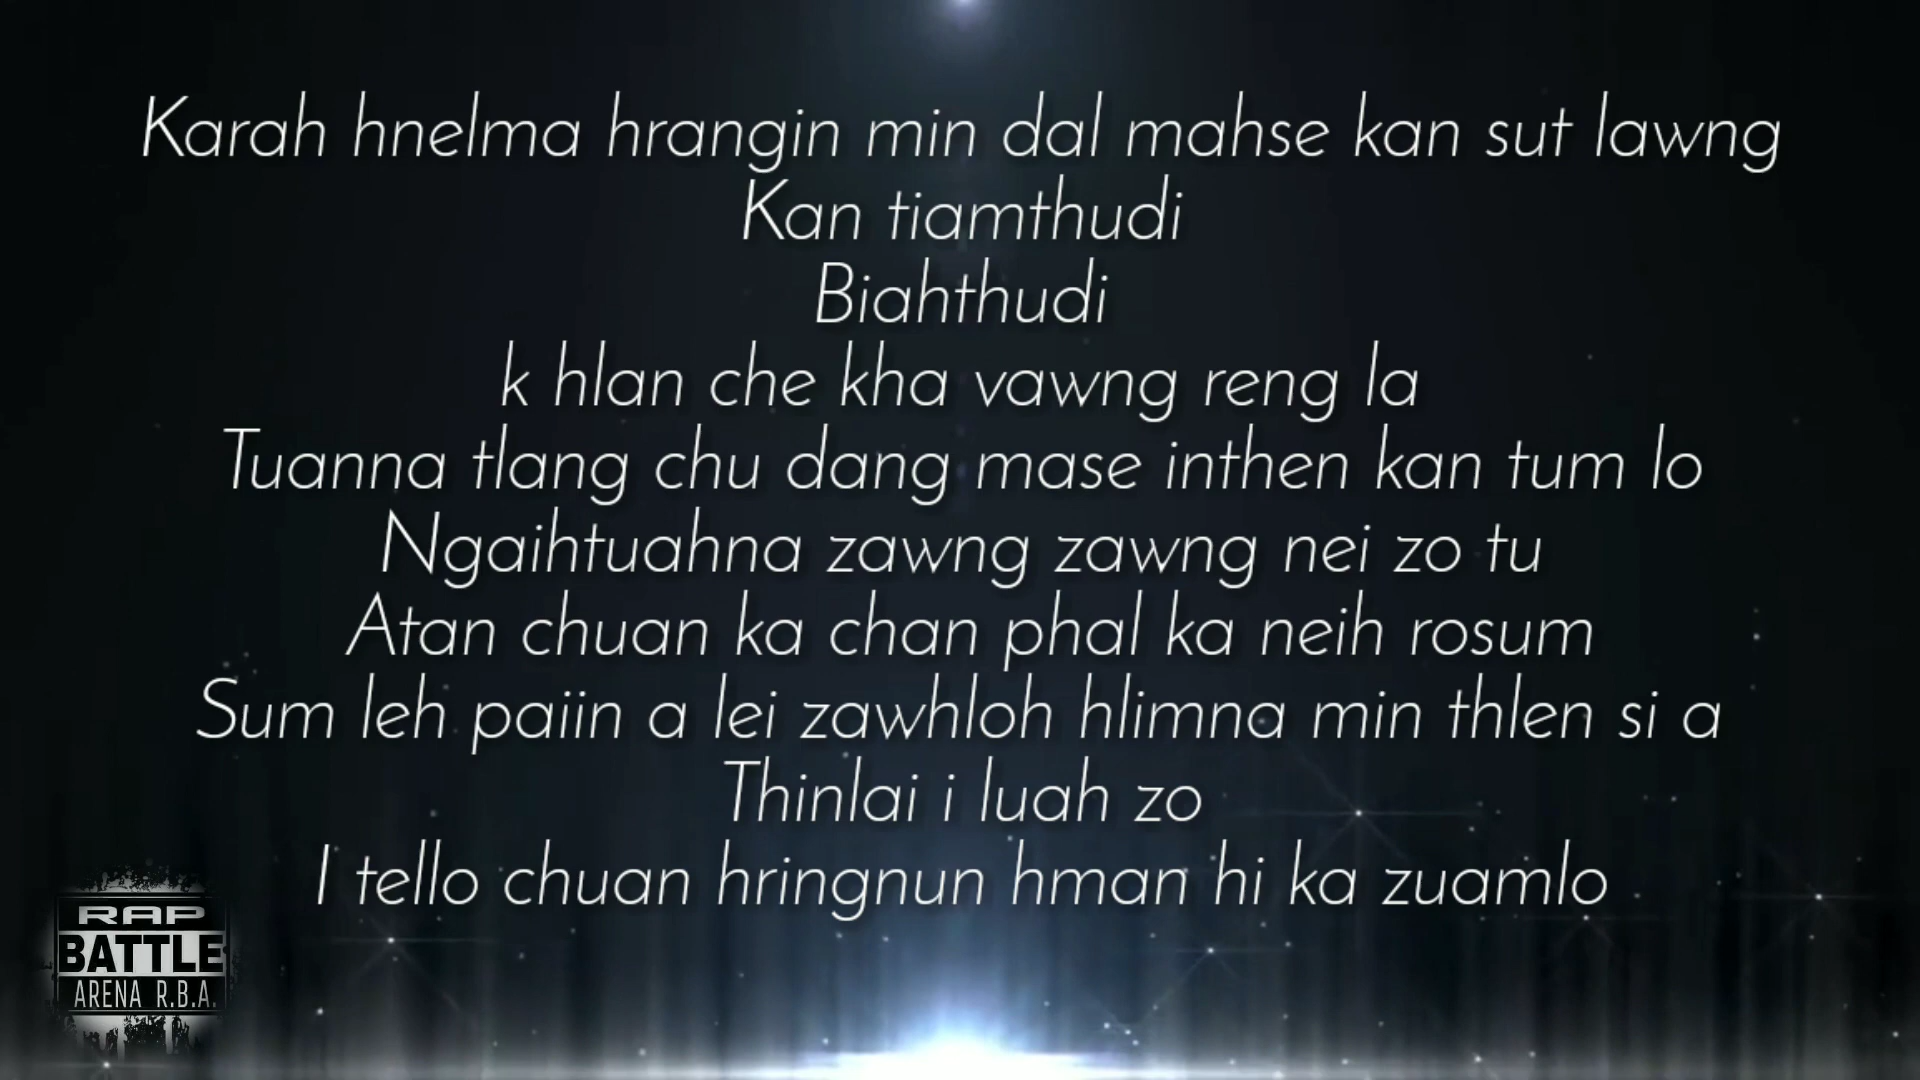 Karah hnelma hrangin min dal mahse kan sut lawng
Kan tiamthudi
Biahthudi
k hlan che kha vawng reng la
Tuanna tlang chu dang mase inthen kan tum lo
Ngaihtuahna zawng zawng nei zo tu
Atan chuan ka chan phal ka neih rosum
Sum leh paiin a lei zawhloh hlimna min thlen si a
Thinlai i luah zo
I tello chuan hringnun hman hi ka zuamlo
RAP
BATTLE
ARENA R.B.A.